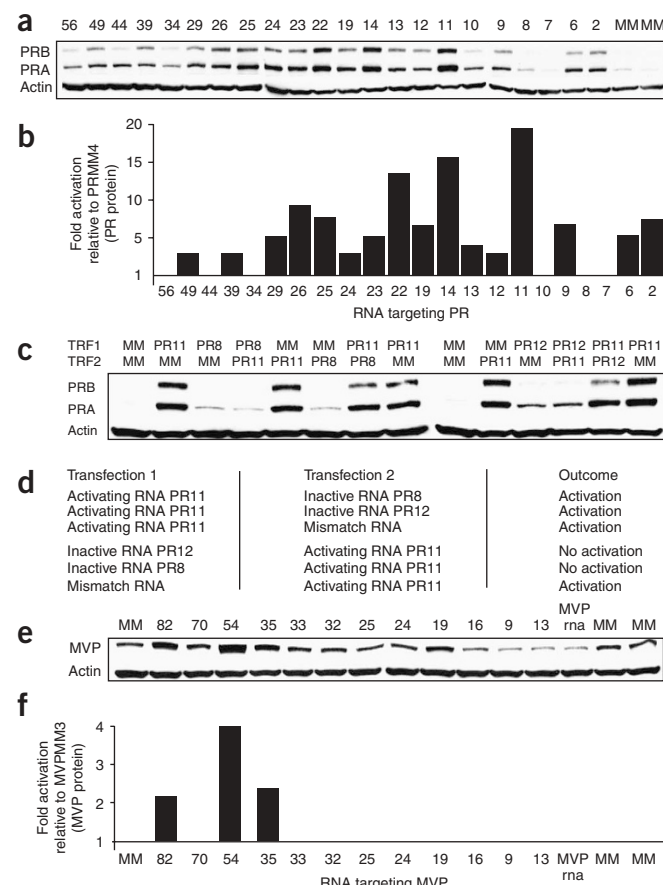 a
56 49 44 39 34 29 26 25 24 23 22 19 14 13 12 11 10 9 8 7 6 2 MM MM
PRB
PRA
Actin
b
Fold activation
relative to PRMM4
(PR protein)
20
15
10
5
1
56 49 44 39 34 29 26 25 24 23 22 19 14 13 12 11 10 9 8 7 6 2
RNA targeting PR
c
TRF1 MM PR11 PR8 PR8 MM MM PR11 PR11 MM MM PR12 PR12 PR11 PR11
TRF2 MM MM MM PR11 PR11 PR8 PR8 MM MM PR11 MM PR11 PR12 MM
PRB
PRA
Actin
d
Transfection 1 Transfection 2 Outcome
Activating RNA PR11 Inactive RNA PR8 Activation
Activating RNA PR11 Inactive RNA PR12 Activation
Activating RNA PR11 Mismatch RNA Activation
Inactive RNA PR12 Activating RNA PR11 No activation
Inactive RNA PR8 Activating RNA PR11 No activation
Mismatch RNA Activating RNA PR11 Activation
e
MM 82 70 54 35 33 32 25 24 19 16 9 13 MVP rna MM MM
MVP
Actin
f
Fold activation
relative to MVPMM3
(MVP protein)
4
3
2
1
MM 82 70 54 35 33 32 25 24 19 16 9 13 MVP rna MM MM
RNA targeting MVP